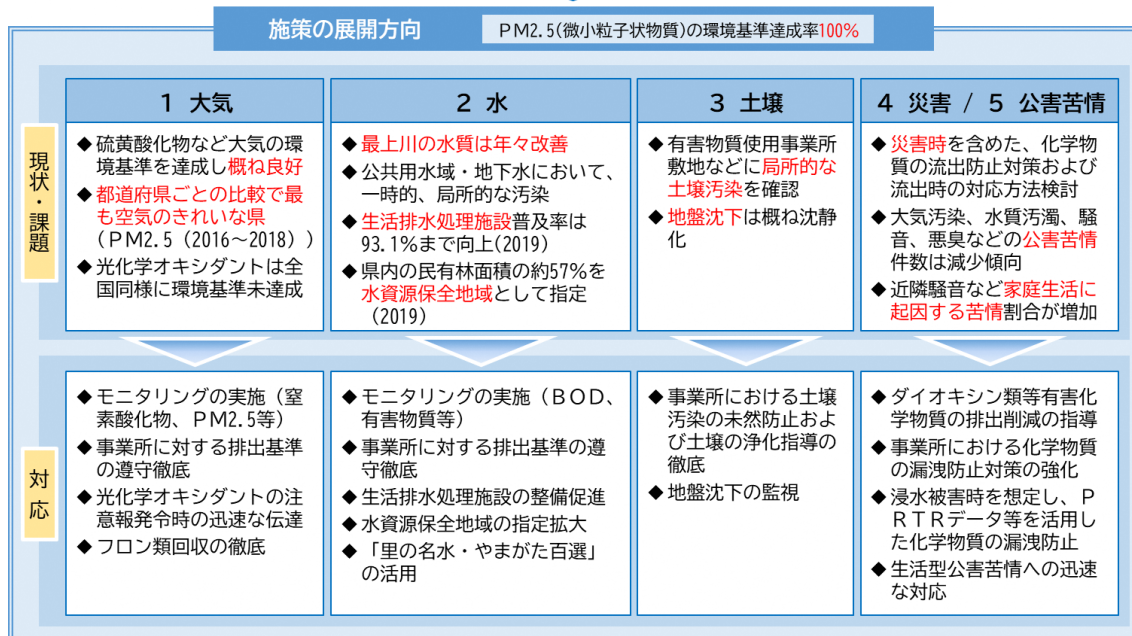 施策の展開方向
PM2.5(微小粒子状物質)の環境基準達成率100%
現状・課題
1 大気
◆硫黄酸化物など大気の環
境基準を達成し概ね良好
◆都道府県ごとの比較で最
も空気のきれいな県
(PM2.5(2016~2018))
◆光化学オキシダントは全
国同様に環境基準未達成
2 水
◆最上川の水質は年々改善
◆公共用水域・地下水において、
一時的、局所的な汚染
◆生活排水処理施設普及率は
93.1%まで向上(2019)
◆県内の民有林面積の約57%を
水資源保全地域として指定
(2019)
3 土壌
◆有害物質使用事業所
敷地などに局所的な
土壌汚染を確認
◆地盤沈下は概ね沈静
化
4 災害 / 5 公害苦情
◆災害時を含めた、化学物
質の流出防止対策および
流出時の対応方法検討
◆大気汚染、水質汚濁、騒
音、悪臭などの公害苦情
件数は減少傾向
◆近隣騒音など家庭生活に
起因する苦情割合が増加
対応
◆モニタリングの実施(窒
素酸化物、PM2.5等)
◆事業所に対する排出基準
の遵守徹底
◆光化学オキシダントの注
意報発令時の迅速な伝達
◆フロン類回収の徹底
◆モニタリングの実施(BOD、
有害物質等)
◆事業所に対する排出基準の遵
守徹底
◆生活排水処理施設の整備促進
◆水資源保全地域の指定拡大
◆「里の名水・やまがた百選」
の活用
◆事業所における土壌
汚染の未然防止およ
び土壌の浄化指導の
徹底
◆地盤沈下の監視
◆ダイオキシン類等有害化
学物質の排出削減の指導
◆事業所における化学物質
の漏洩防止対策の強化
◆浸水被害時を想定し、P
RTRデータ等を活用し
た化学物質の漏洩防止
◆生活型公害苦情への迅速
な対応